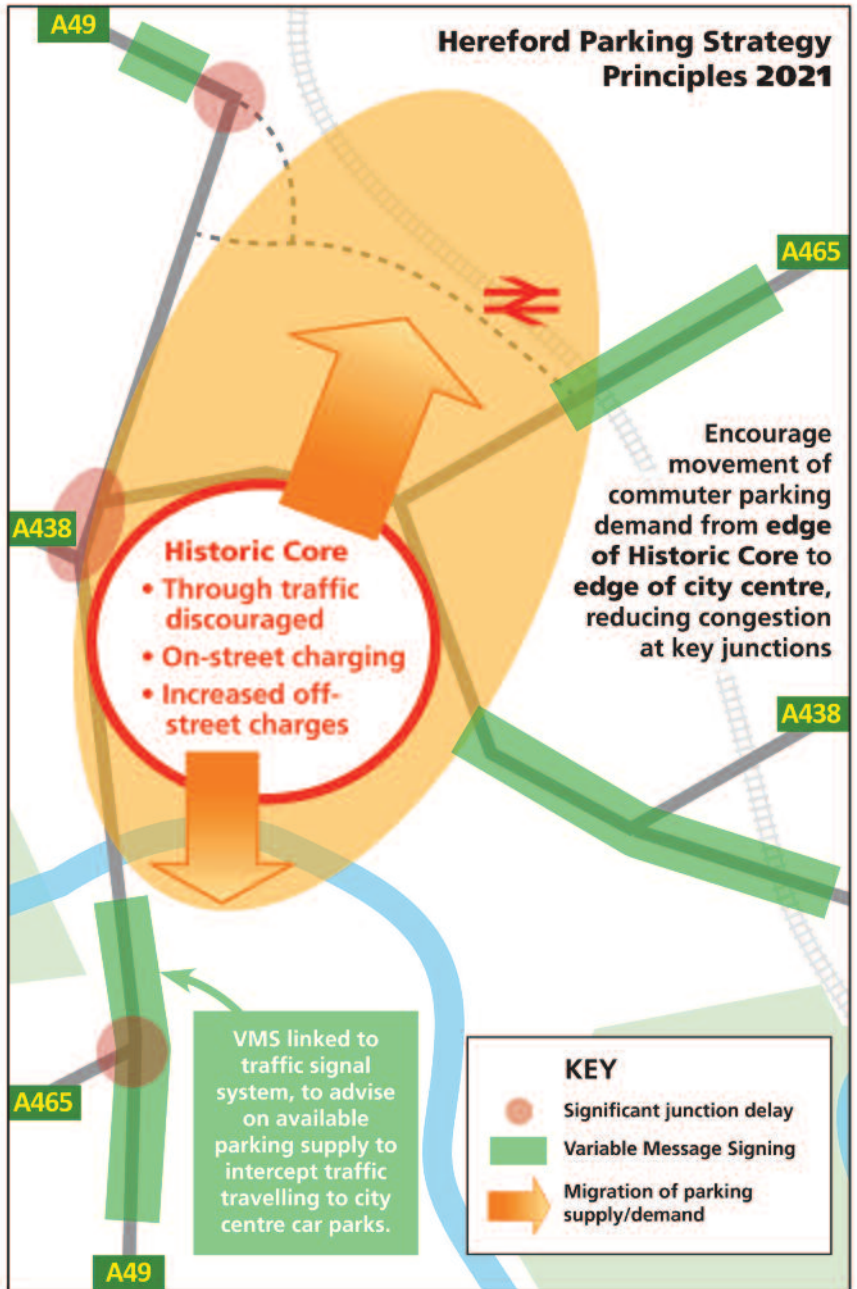 A49
Hereford Parking Strategy
Principles 2021
A465
Encourage
movement of
commuter parking
demand from edge
of Historic Core to
edge of city centre,
reducing congestion
at key junctions
A438
Historic Core
• Through traffic
discouraged
• On-street charging
• Increased off-
street charges
A438
VMS linked to
traffic signal
system, to advise
on available
parking supply to
intercept traffic
travelling to city
centre car parks.
A465
A49
KEY
Significant junction delay
Variable Message Signing
Migration of parking
supply/demand